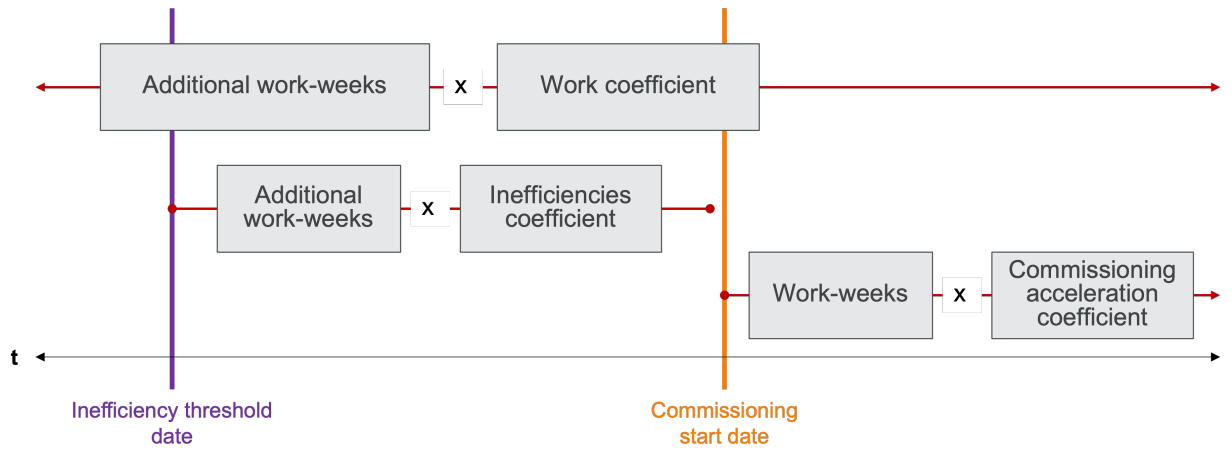 Additional work-weeks x Work coefficient
Additional
work-weeks
x
Inefficiencies
coefficient
Work-weeks
x
Commissioning
acceleration
coefficient
t
Inefficiency threshold
date
Commissioning
start date